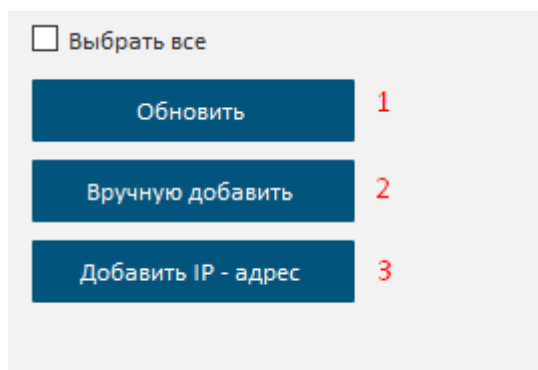 Выбрать все
Обновить 1
Вручную добавить 2
Добавить IP - адрес 3